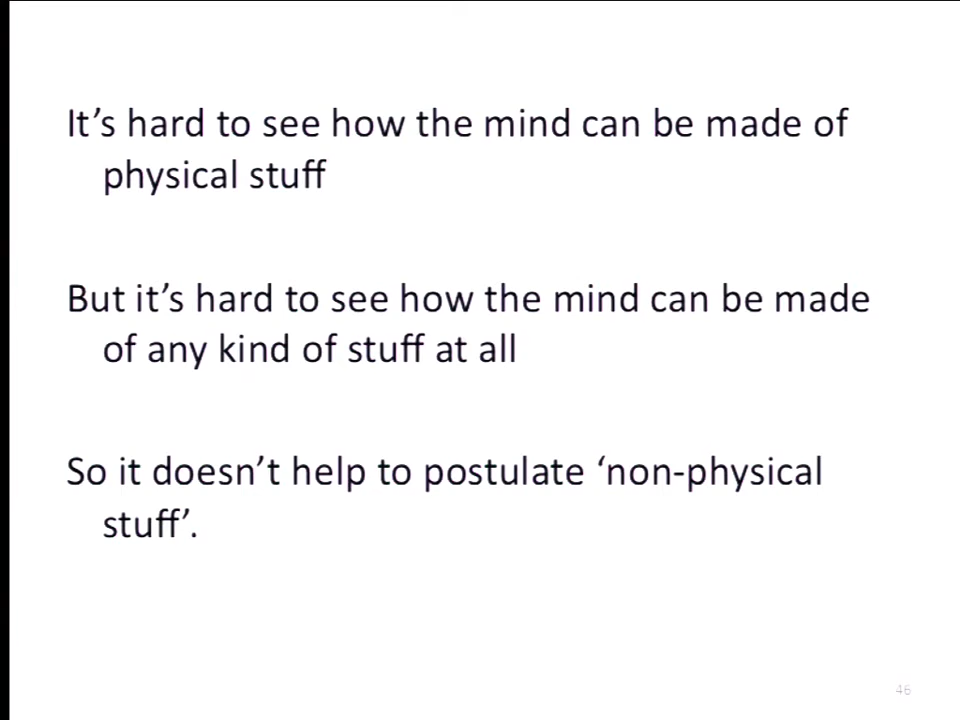 It’s hard to see how the mind can be made of
physical stuff
But it’s hard to see how the mind can be made
of any kind of stuff at all
So it doesn’t help to postulate ‘non-physical
stuff’.
46